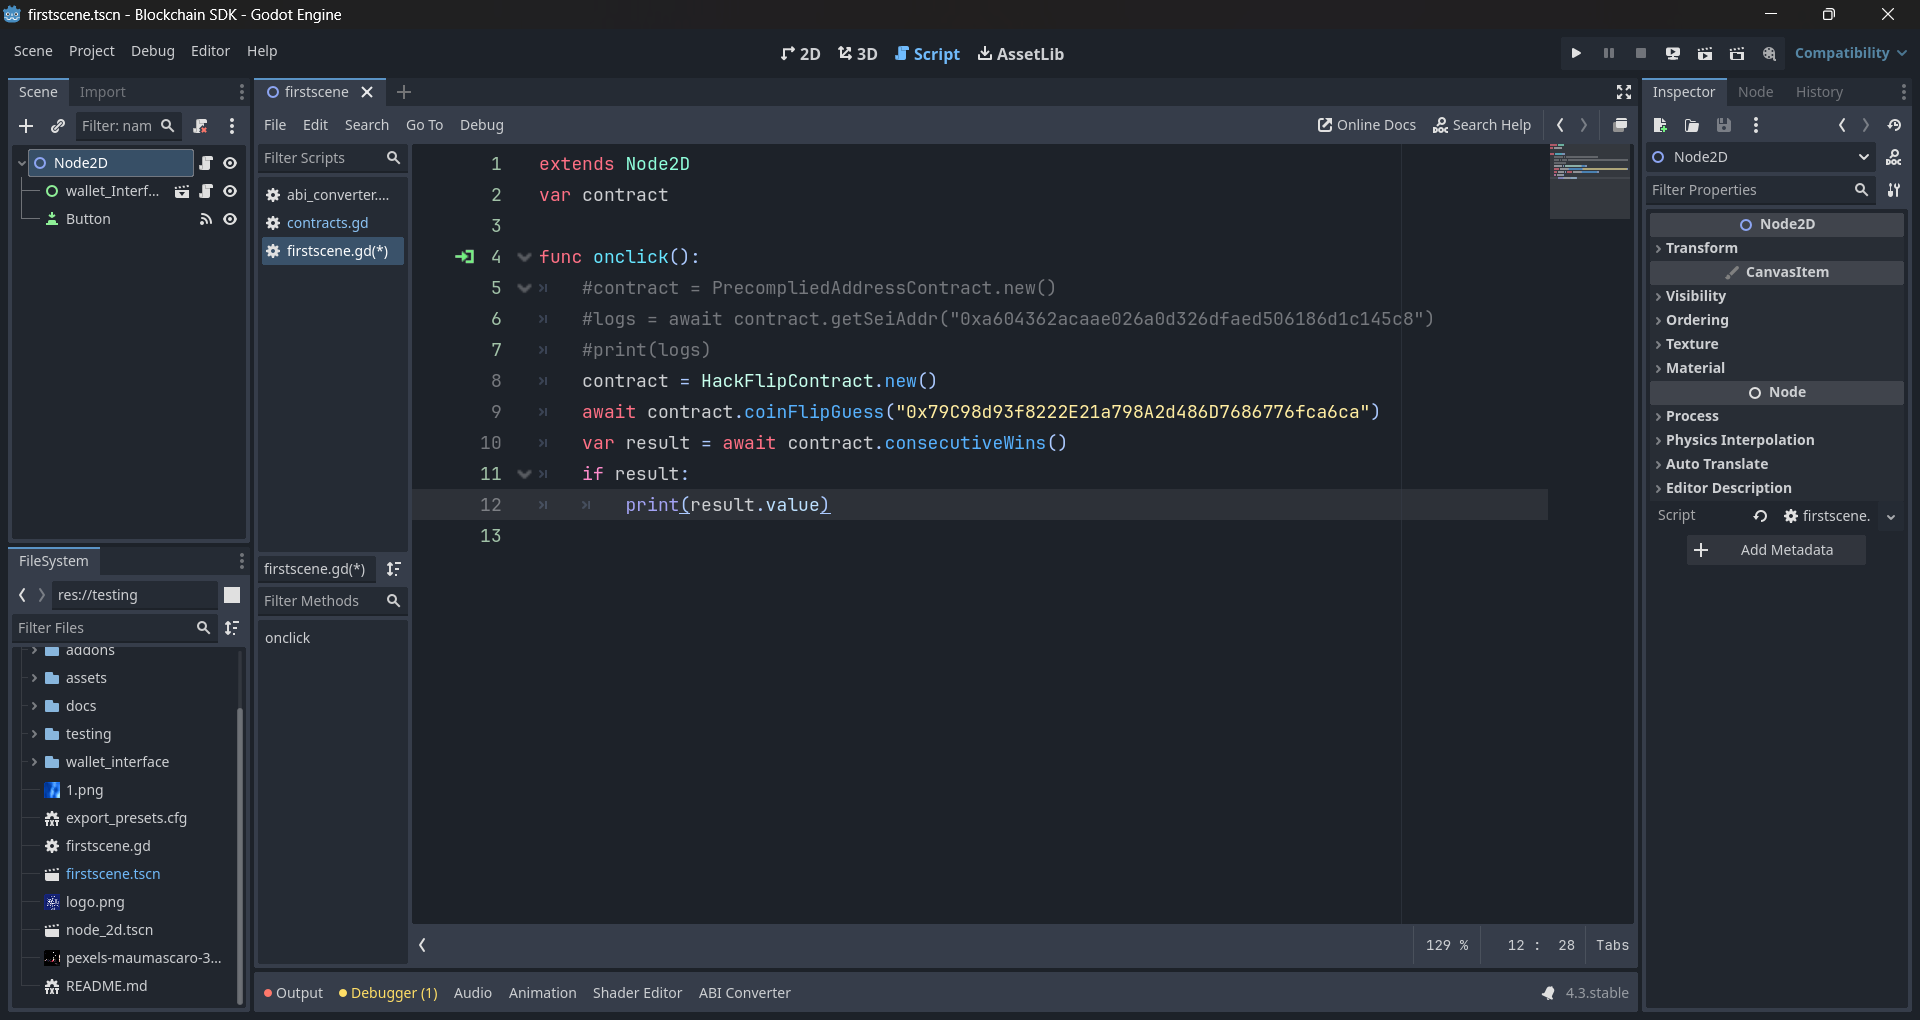 firstscene.tscn - Blockchain SDK - Godot Engine
Scene Project Debug Editor Help
2D 3D Script AssetLib
Compatibility
Scene Import
firstscene
Inspector Node History
Filter: nam
File Edit Search Go To Debug
Online Docs Search Help
Node2D
wallet_Interf...
Button
Filter Scripts
abi_converter....
contracts.gd
firstscene.gd(*)
1 extends Node2D
2 var contract
3
4 func onclick():
5 #contract = PrecompliedAddressContract.new()
6 #logs = await contract.getSeiAddr("0xa604362acaae026a0d326dfaed506186d1c145c8")
7 #print(logs)
8 contract = HackFlipContract.new()
9 await contract.coinFlipGuess("0x79C98d93f8222E21a798A2d486D7686776fca6ca")
10 var result = await contract.consecutiveWins()
11 if result:
12 print(result.value)
13
firstscene.gd(*)
Filter Methods
onclick
FileSystem
res://testing
Filter Files
addons
assets
docs
testing
wallet_interface
1.png
export_presets.cfg
firstscene.gd
firstscene.tscn
logo.png
node_2d.tscn
pexels-maumascaro-3...
README.md
129 % 12 : 28 Tabs
Output Debugger (1) Audio Animation Shader Editor ABI Converter
4.3.stable
Node2D
Filter Properties
Node2D
Transform
CanvasItem
Visibility
Ordering
Texture
Material
Node
Process
Physics Interpolation
Auto Translate
Editor Description
Script firstscene.
Add Metadata